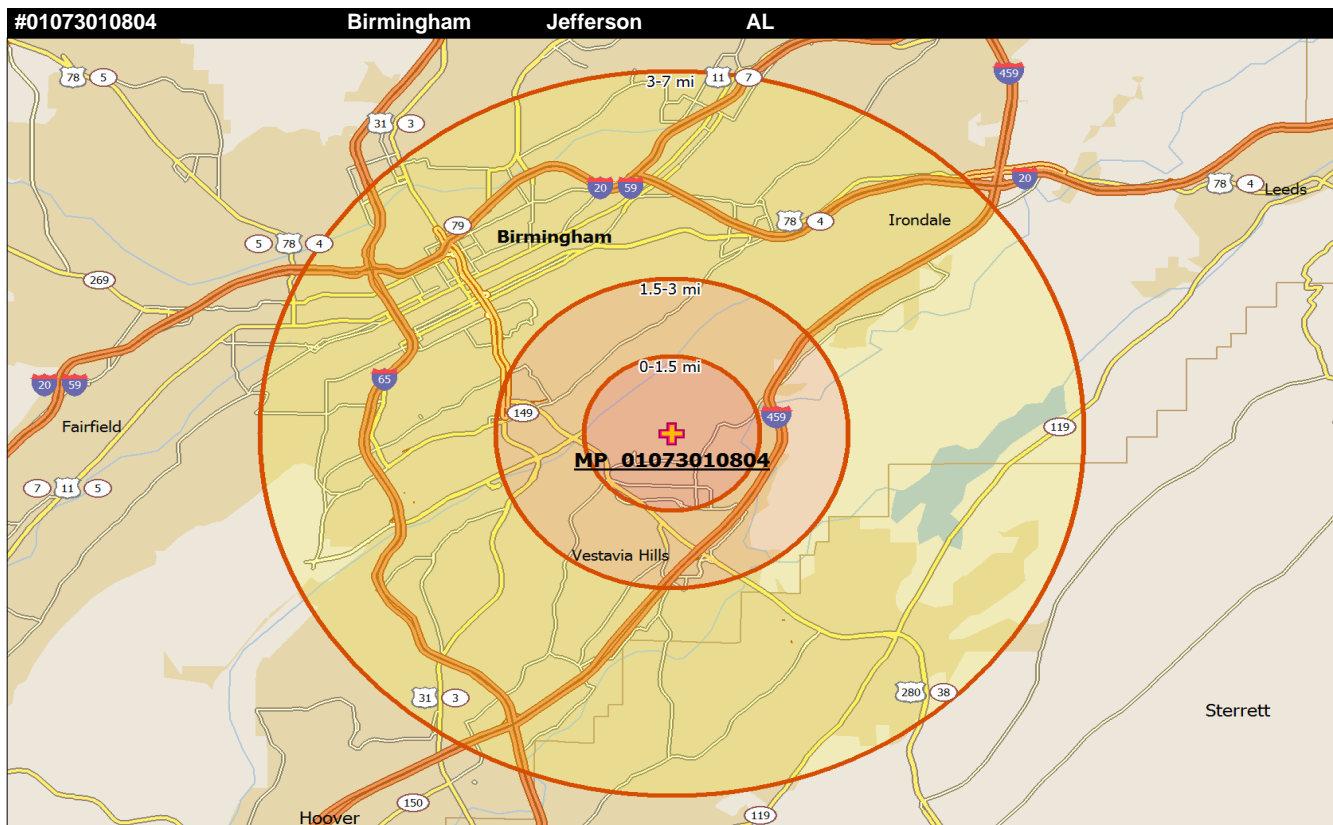 #01073010804 Birmingham Jefferson AL
3-7 mi
11 7
459
78 5
31 3
20
78 4
Leeds
20 59
79
78 4
Irondale
5 78 4
Birmingham
269
1.5-3 mi
0-1.5 mi
65
20 59
149
459
119
Fairfield
MP 01073010804
7 11 5
Vestavia Hills
31 3
280 38
Sterrett
150
Hoover
119